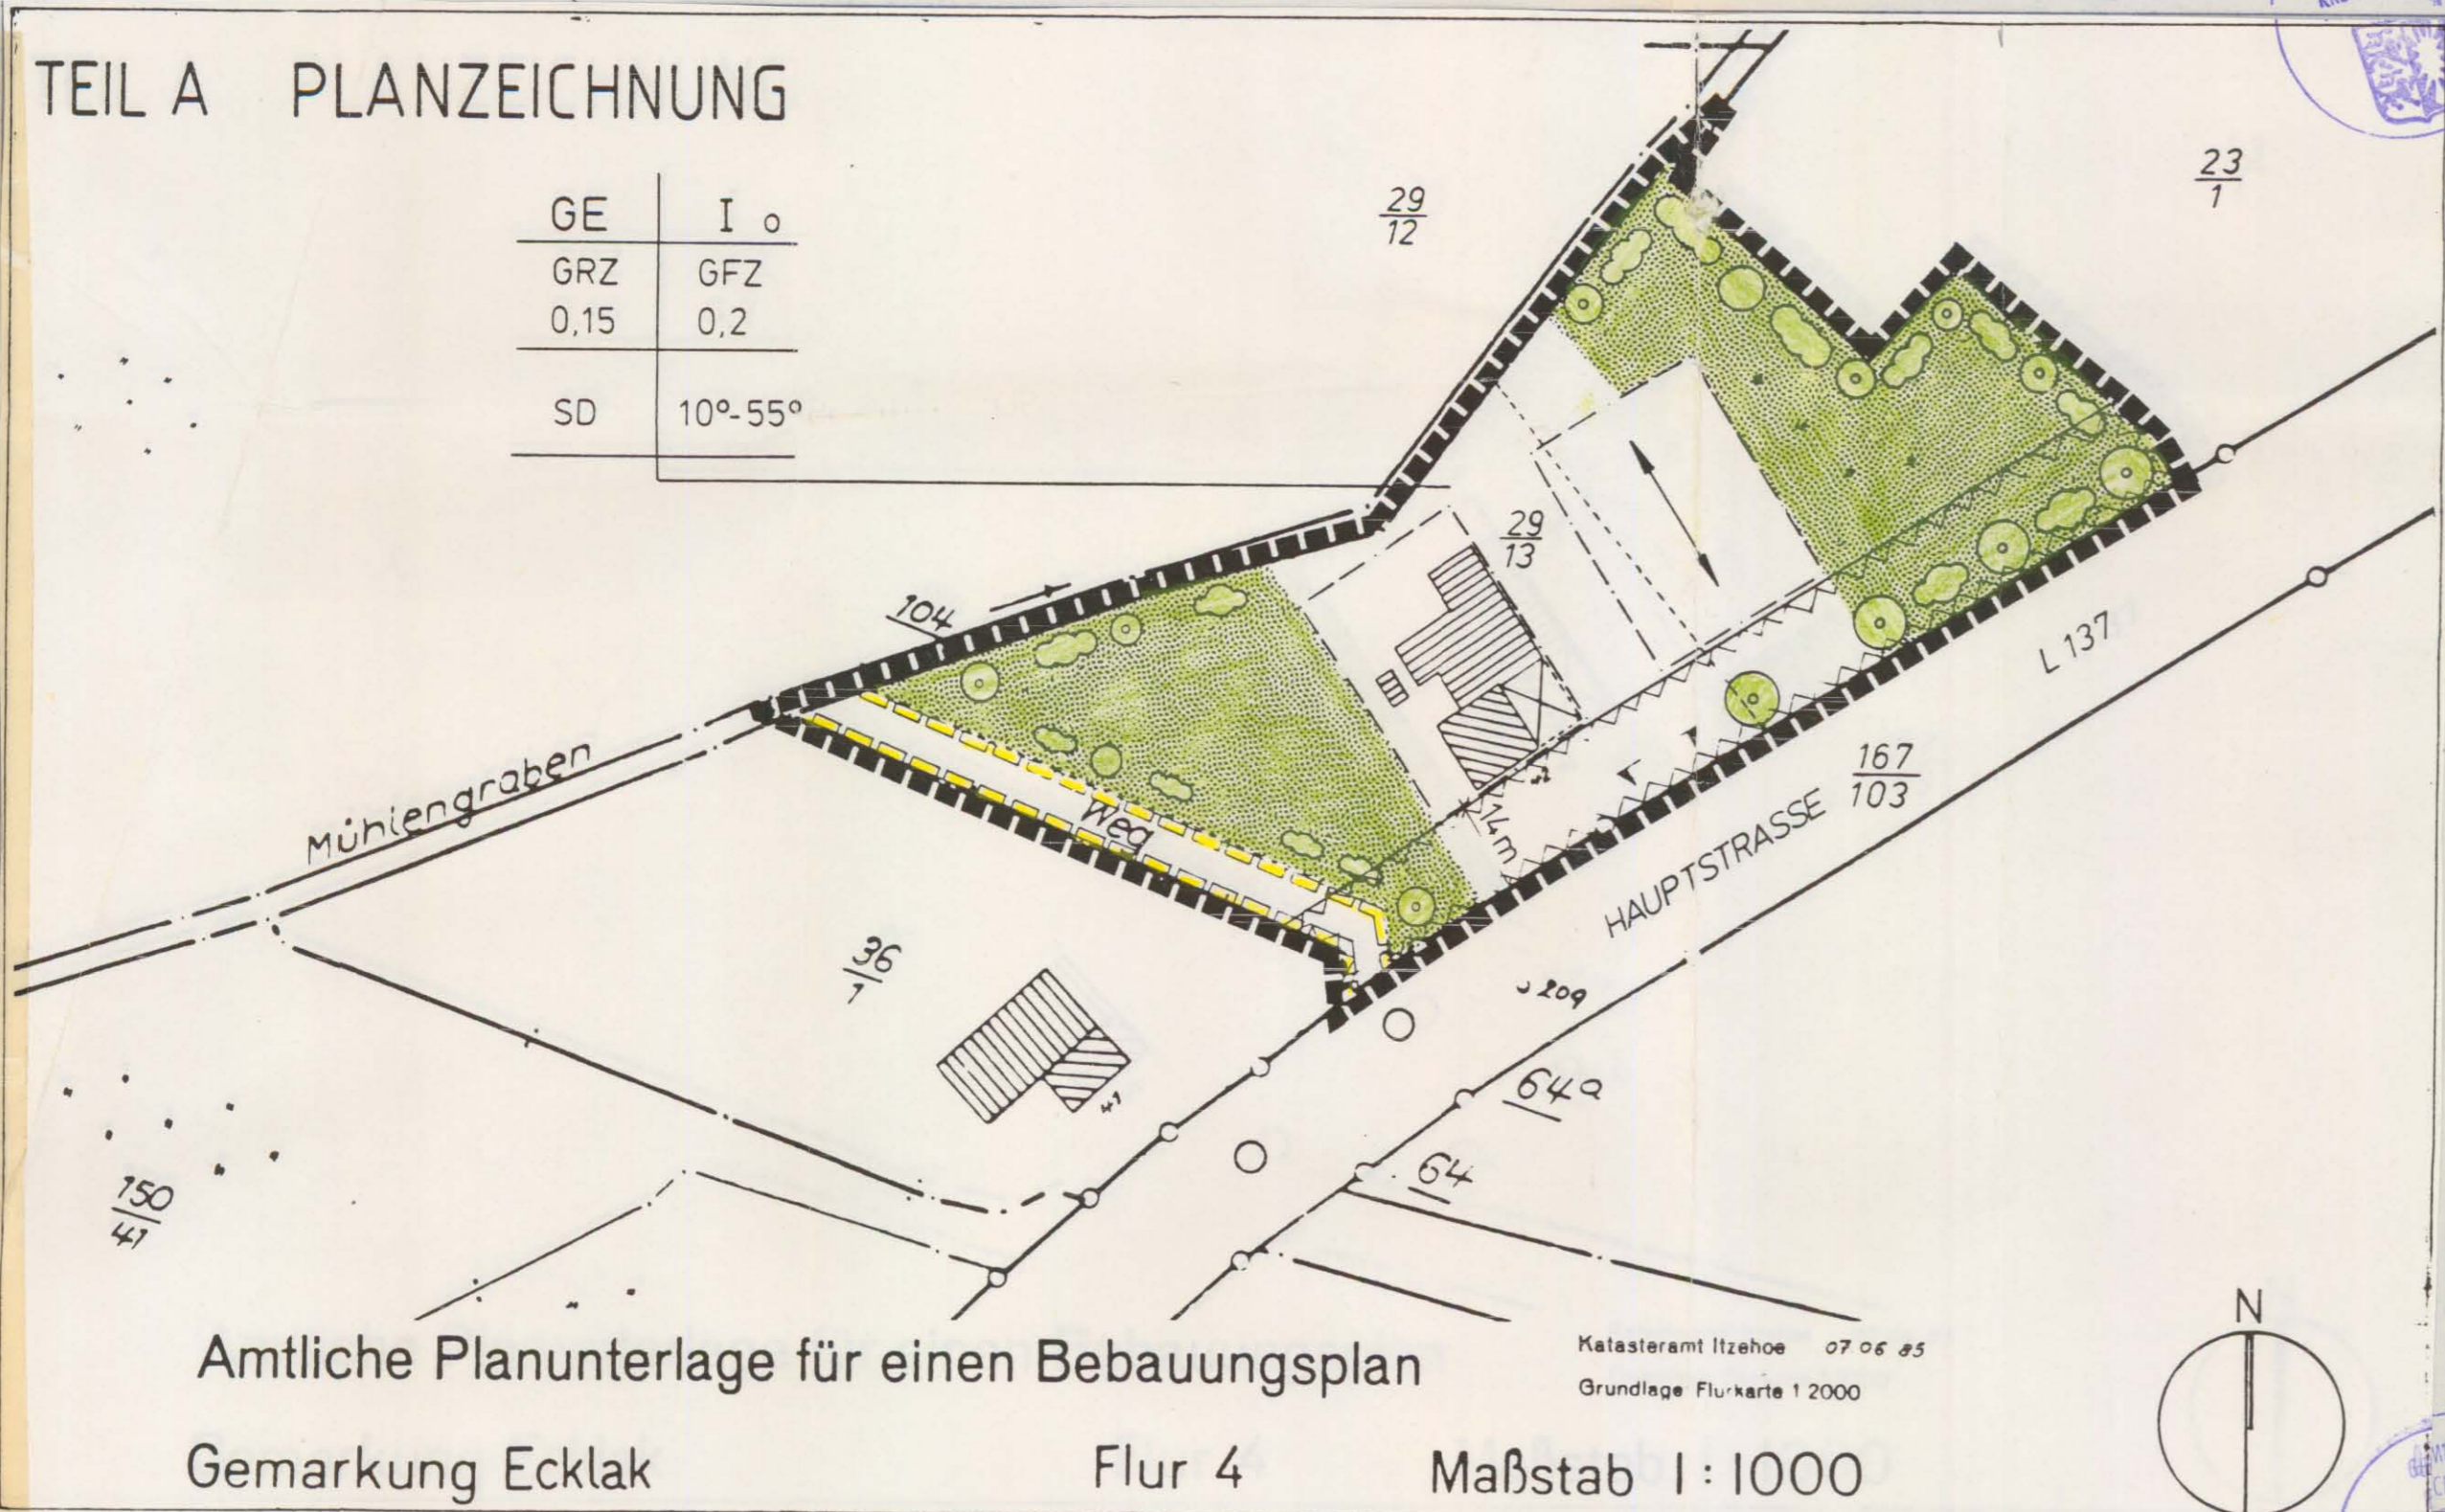 TEIL A PLANZEICHNUNG
GE I o
GRZ GFZ
0,15 0,2
SD 10°-55°
29
12
23
1
29
13
104
Mühlengraben
Weg
14m
L 137
167
103
HAUPTSTRASSE
36
1
209
41
64a
64
150
41
N
Amtliche Planunterlage für einen Bebauungsplan
Katasteramt Itzehoe 07 06 85
Grundlage Flurkarte 1 2000
Gemarkung Ecklak Flur 4 Maßstab 1:1000